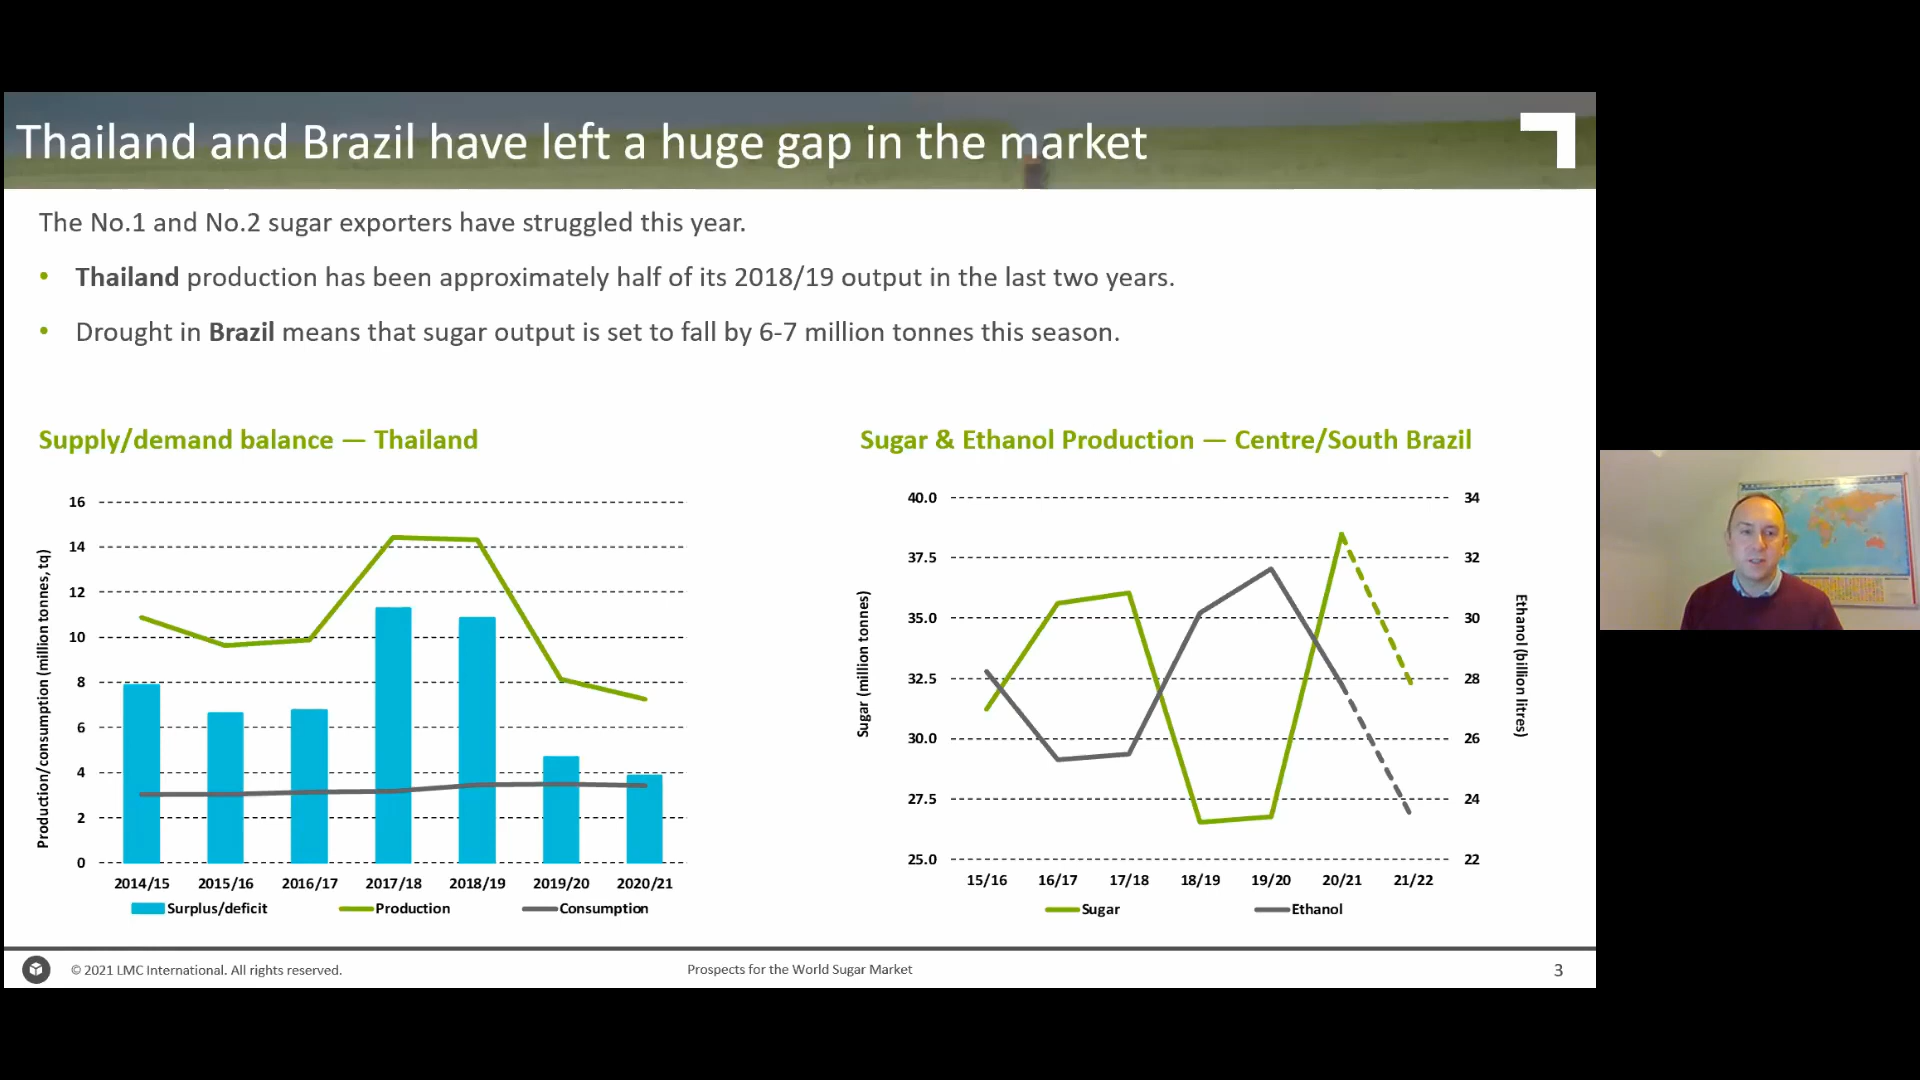 Thailand and Brazil have left a huge gap in the market
The No.1 and No.2 sugar exporters have struggled this year.
• Thailand production has been approximately half of its 2018/19 output in the last two years.
• Drought in Brazil means that sugar output is set to fall by 6-7 million tonnes this season.
Supply/demand balance — Thailand
Production/consumption (million tonnes, tq)
16
14
12
10
8
6
4
2
0
2014/15 2015/16 2016/17 2017/18 2018/19 2019/20 2020/21
Surplus/deficit Production Consumption
Sugar & Ethanol Production — Centre/South Brazil
Sugar (million tonnes)
40.0
37.5
35.0
32.5
30.0
27.5
25.0
34
32
30
28
26
24
22
Ethanol (billion litres)
15/16 16/17 17/18 18/19 19/20 20/21 21/22
Sugar Ethanol
© 2021 LMC International. All rights reserved.
Prospects for the World Sugar Market
3